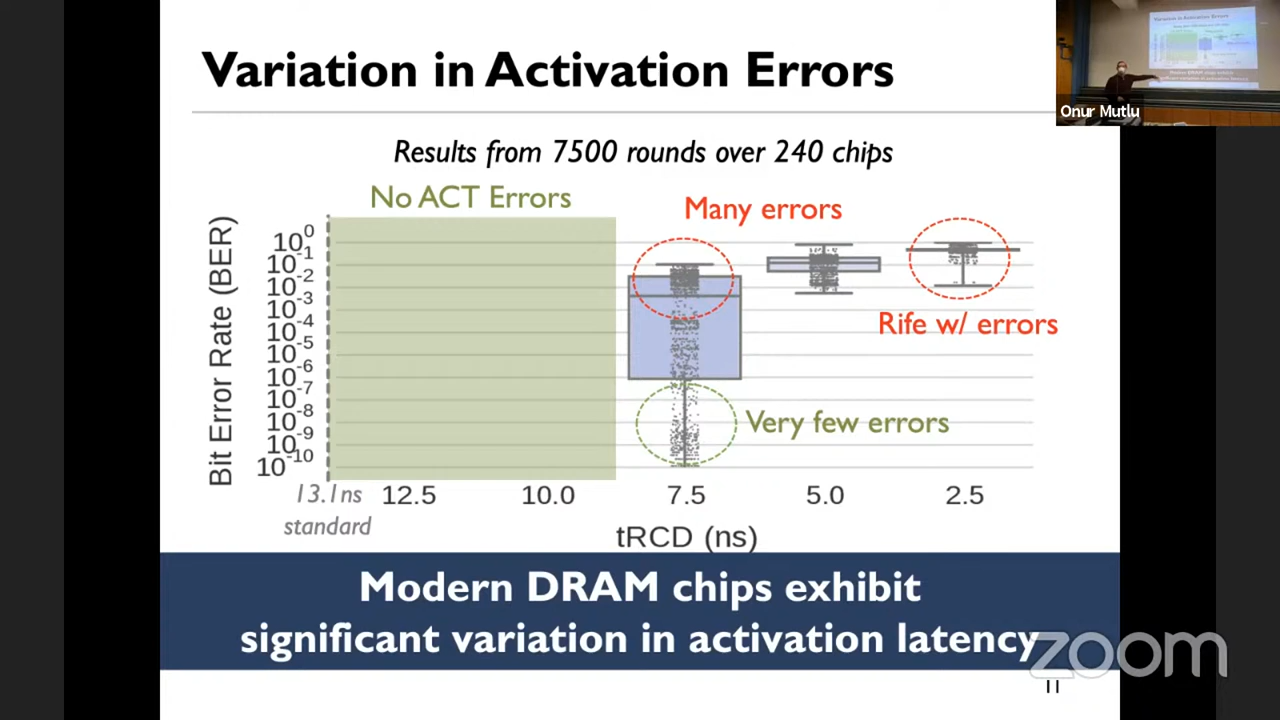 Variation in Activation Errors
Onur Mutlu
Results from 7500 rounds over 240 chips
No ACT Errors
Many errors
Rife w/ errors
Very few errors
Bit Error Rate (BER)
10^0
10^-1
10^-2
10^-3
10^-4
10^-5
10^-6
10^-7
10^-8
10^-9
10^-10
13.1ns
standard
12.5 10.0 7.5 5.0 2.5
tRCD (ns)
Modern DRAM chips exhibit
significant variation in activation latency
zoom
11